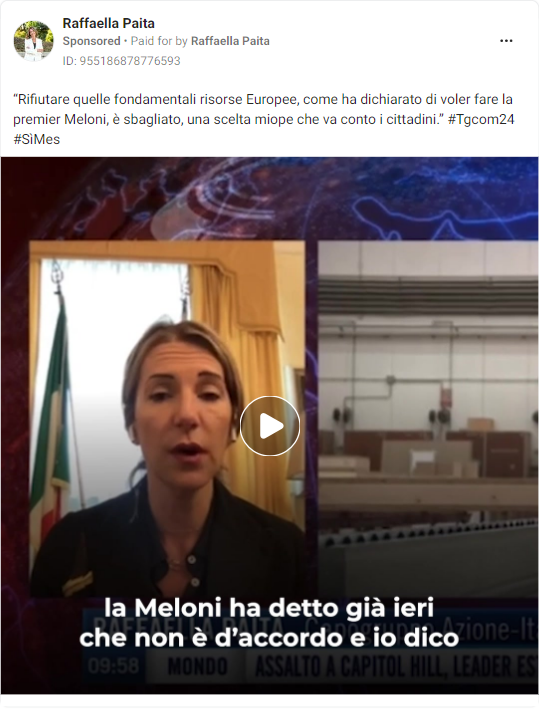 Raffaella Paita
Sponsored • Paid for by Raffaella Paita
ID: 955186878776593
“Rifiutare quelle fondamentali risorse Europee, come ha dichiarato di voler fare la
premier Meloni, è sbagliato, una scelta miope che va conto i cittadini.” #Tgcom24
#SìMes
la Meloni ha detto già ieri
che non è d’accordo e io dico
RAFFAELLA PAITA Capogruppo Azione-It
09:58 MONDO ASSALTO A CAPITOL HILL, LEADER ES